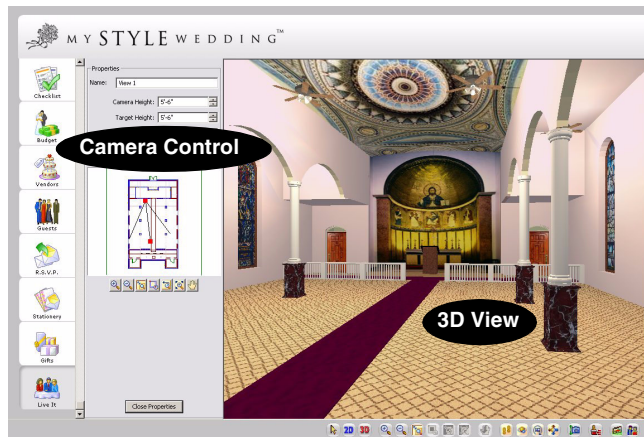 MY STYLE WEDDING™
Checklist
Budget
Vendors
Guests
R.S.V.P.
Stationery
Gifts
Live It
Properties
Name: View 1
Camera Height: 5'-6"
Target Height: 5'-6"
Camera Control
Close Properties
3D View
2D 3D